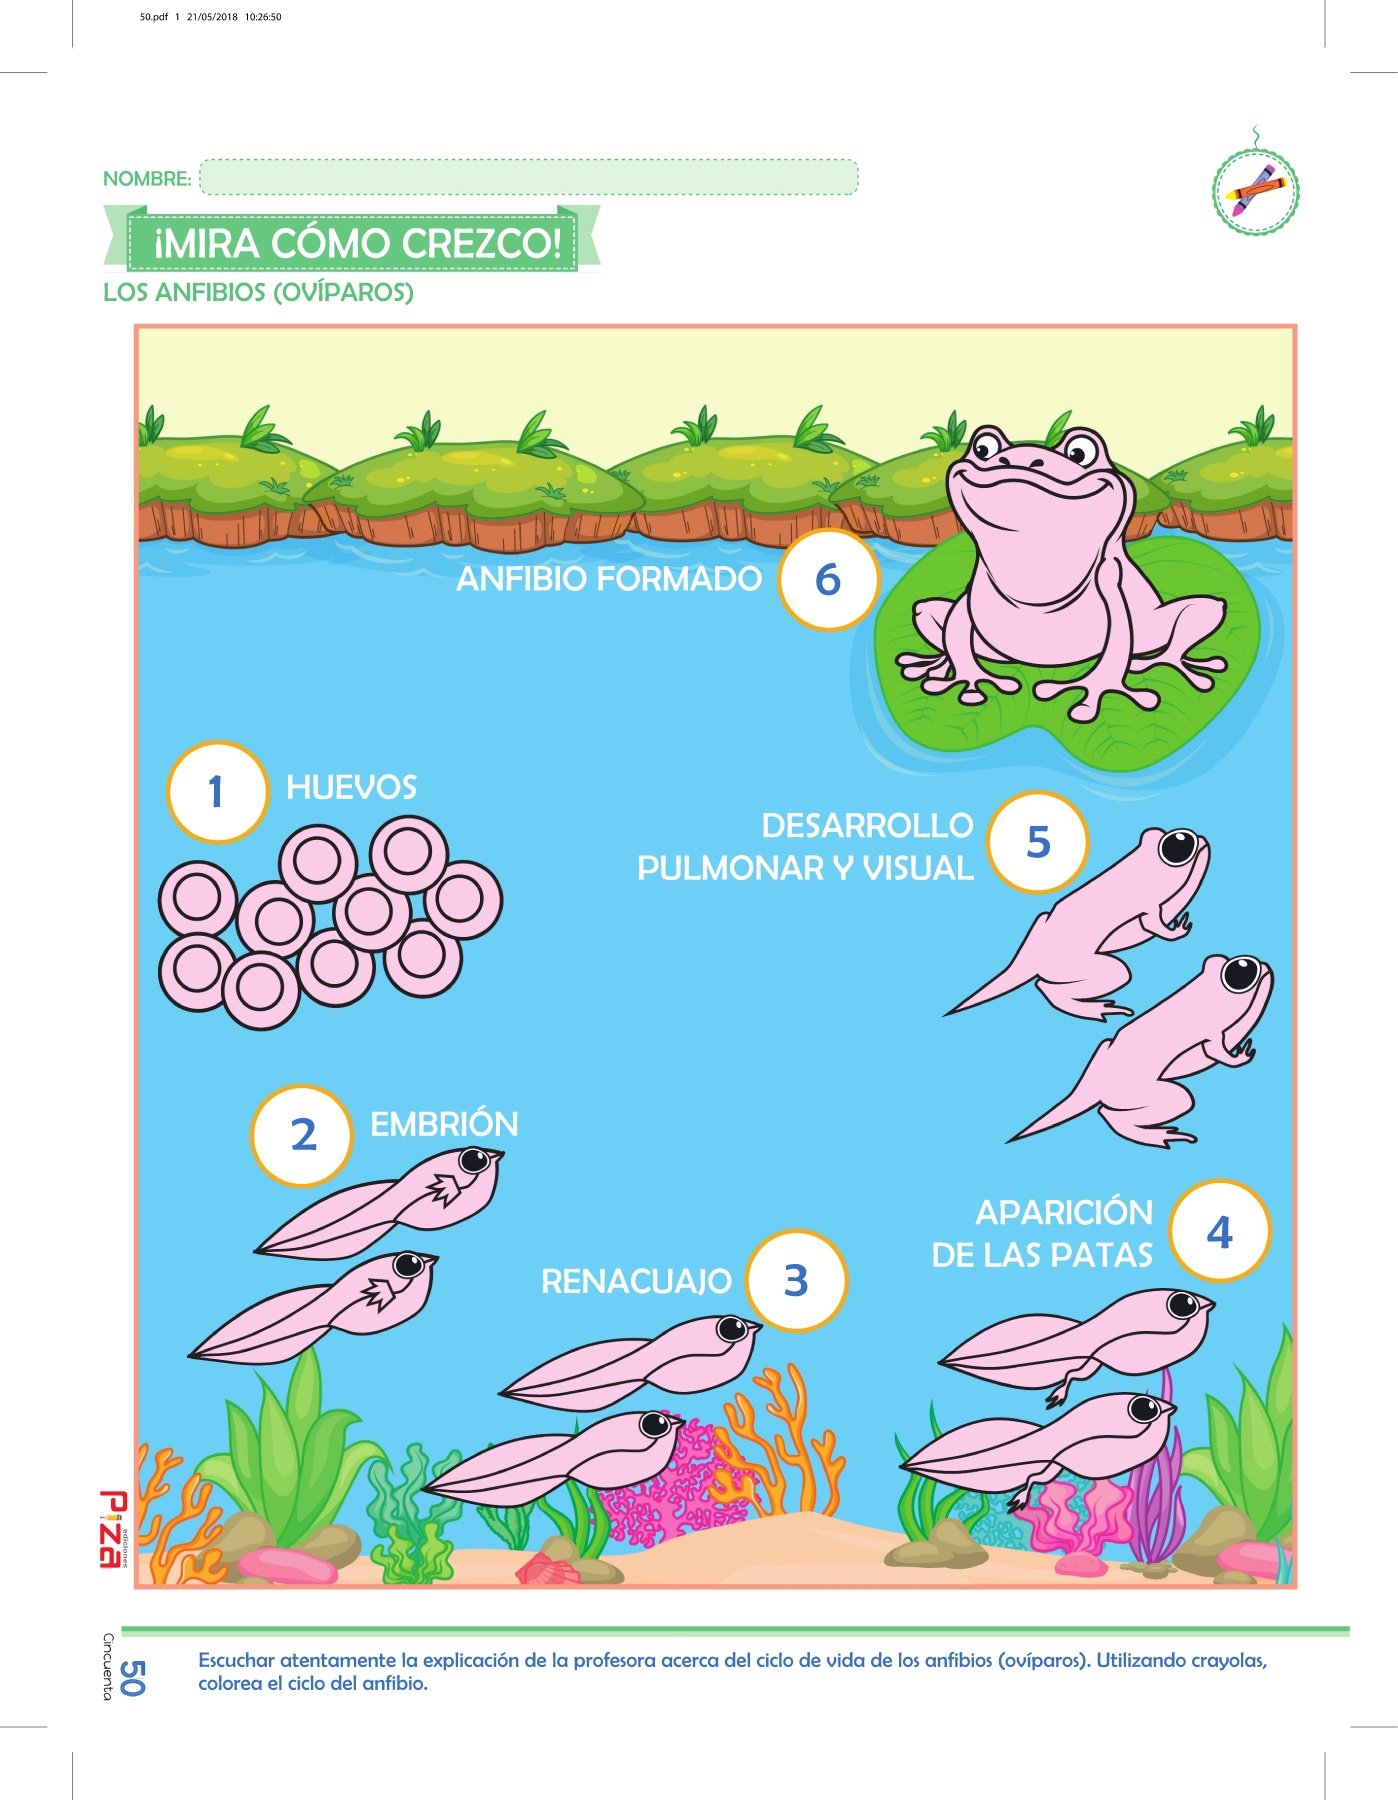 50.pdf 1 21/05/2018 10:26:50
NOMBRE:
¡MIRA CÓMO CREZCO!
LOS ANFIBIOS (OVÍPAROS)
ANFIBIO FORMADO 6
1 HUEVOS
DESARROLLO
PULMONAR Y VISUAL
5
2 EMBRIÓN
APARICIÓN
DE LAS PATAS
4
RENACUAJO 3
Piza
ediciones
Cincuenta
50
Escuchar atentamente la explicación de la profesora acerca del ciclo de vida de los anfibios (ovíparos). Utilizando crayolas,
colorea el ciclo del anfibio.